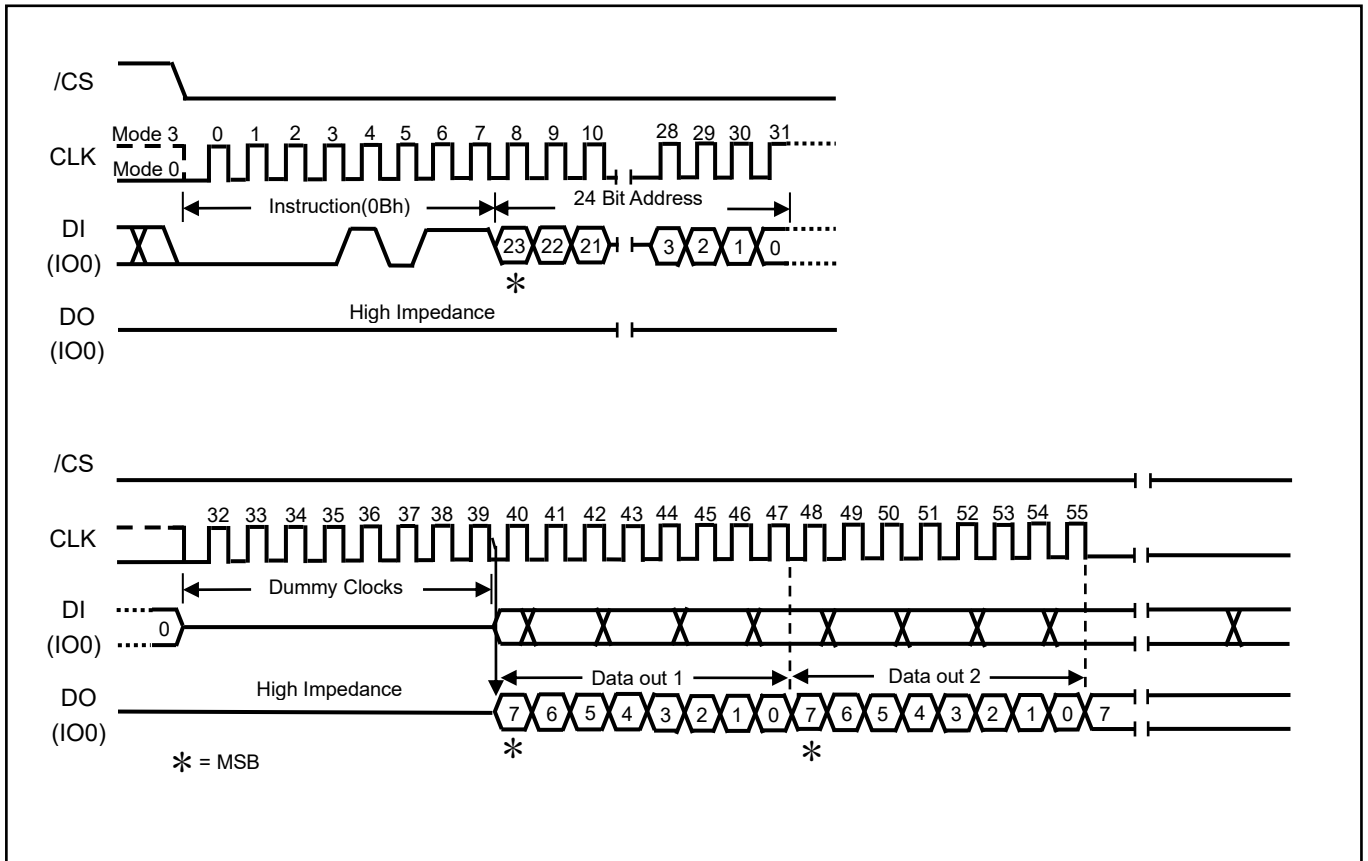 /CS
Mode 3 0 1 2 3 4 5 6 7 8 9 10 28 29 30 31
CLK
Mode 0
Instruction(0Bh) 24 Bit Address
DI
(IO0)
23 22 21 3 2 1 0
*
DO
(IO0)
High Impedance
/CS
32 33 34 35 36 37 38 39 40 41 42 43 44 45 46 47 48 49 50 51 52 53 54 55
CLK
Dummy Clocks
DI
(IO0)
0
Data out 1 Data out 2
DO
(IO0)
High Impedance
7 6 5 4 3 2 1 0 7 6 5 4 3 2 1 0 7
* *
* = MSB